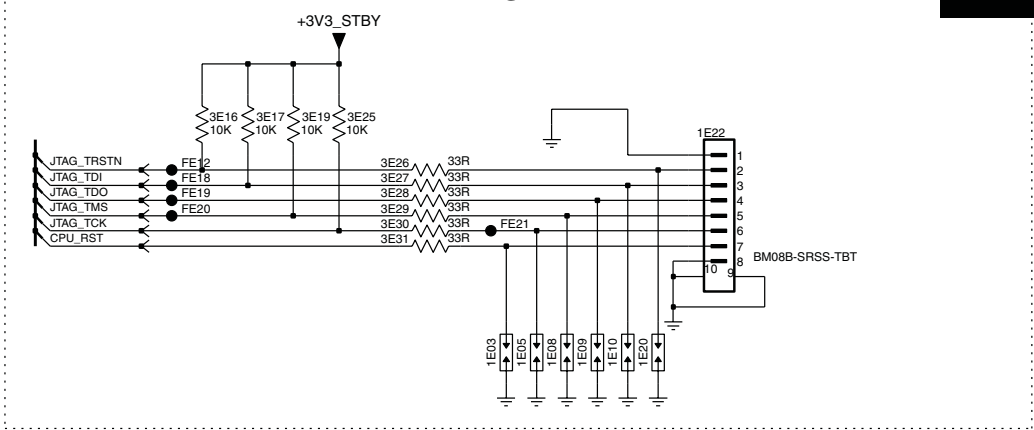 +3V3_STBY
3E16 3E17 3E19 3E25
10K 10K 10K 10K
1E22
JTAG_TRSTN FE12 3E26 33R 1
JTAG_TDI FE18 3E27 33R 2
JTAG_TDO FE19 3E28 33R 3
JTAG_TMS FE20 3E29 33R 4
JTAG_TCK 3E30 33R FE21 5
CPU_RST 3E31 33R 6
7
8 BM08B-SRSS-TBT
10 9
1E03 1E05 1E08 1E09 1E10 1E20